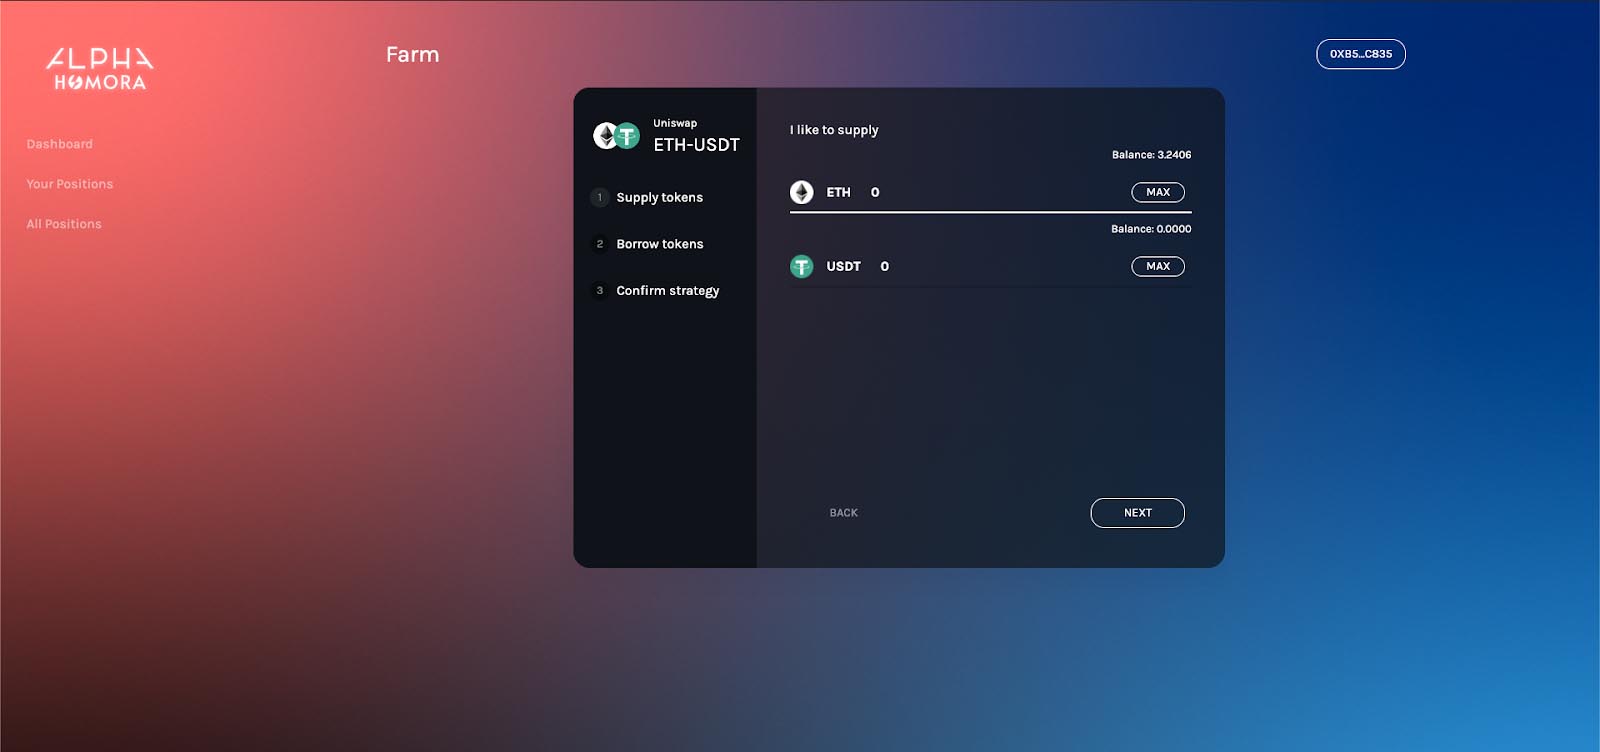 ALPHA
HOMORA
Farm
0XB5...C835
Dashboard
Your Positions
All Positions
Uniswap
ETH-USDT
1 Supply tokens
2 Borrow tokens
3 Confirm strategy
I like to supply
Balance: 3.2406
ETH 0 MAX
Balance: 0.0000
USDT 0 MAX
BACK NEXT